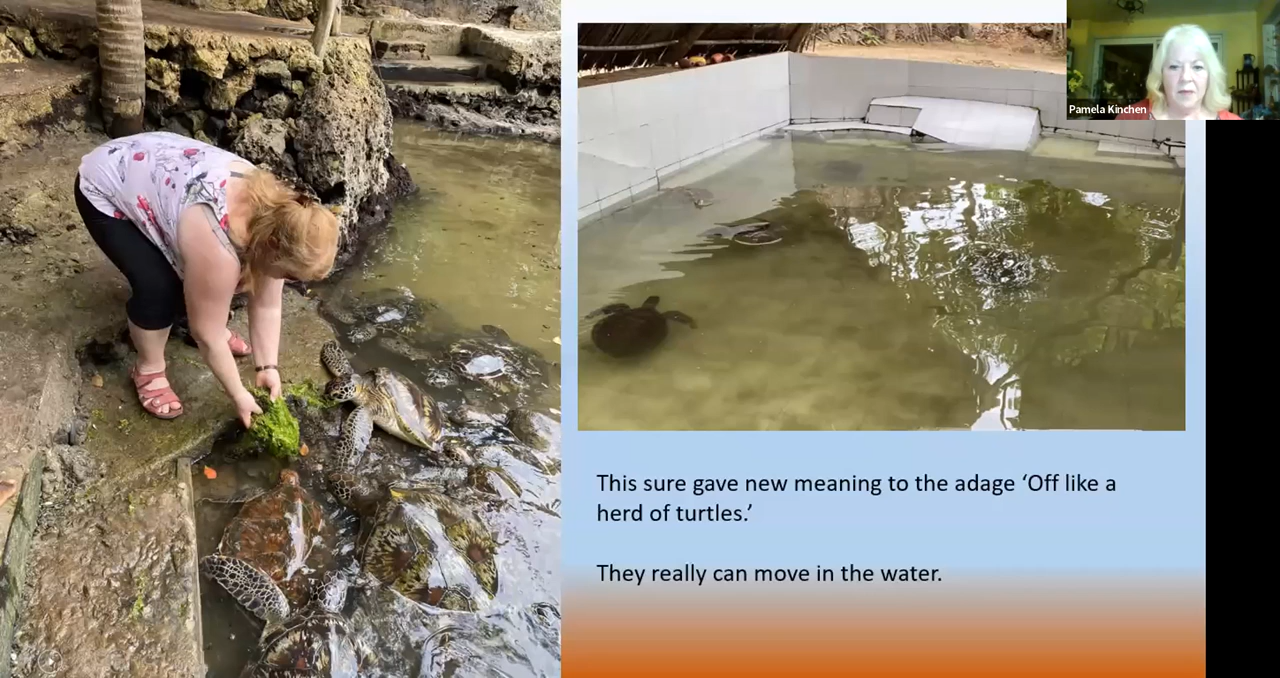 Pamela Kinchen
This sure gave new meaning to the adage ‘Off like a
herd of turtles.’
They really can move in the water.